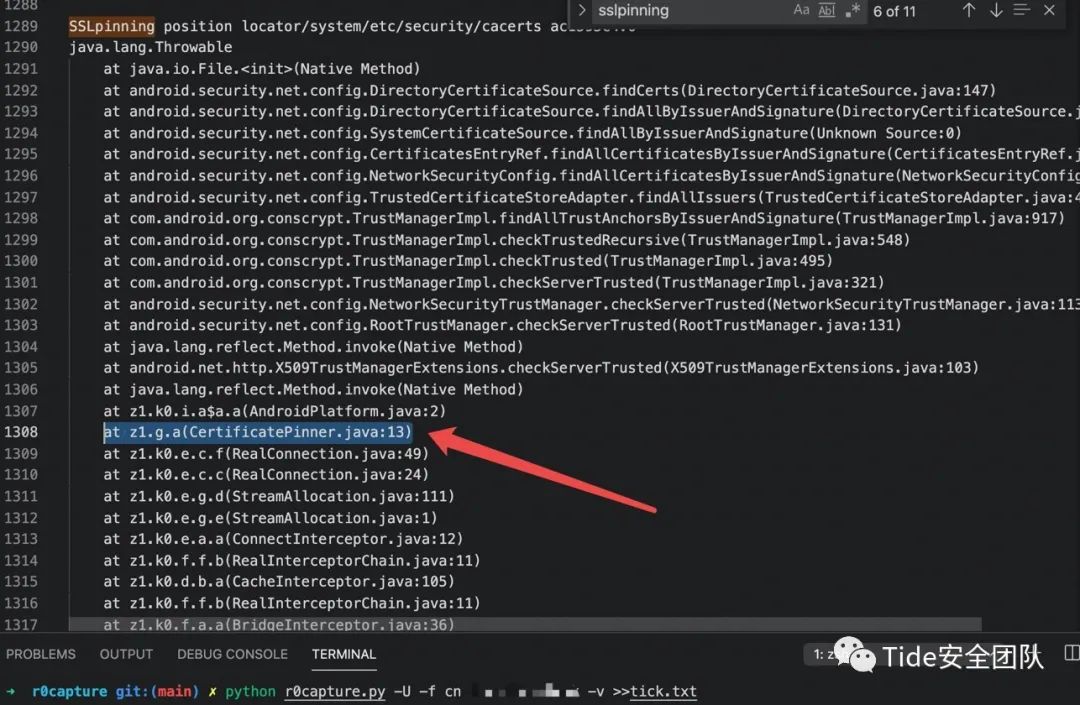 1288
sslpinning Aa Abl .* 6 of 11
1289 SSLpinning position locator/system/etc/security/cacerts
1290 java.lang.Throwable
1291 at java.io.File.<init>(Native Method)
1292 at android.security.net.config.DirectoryCertificateSource.findCerts(DirectoryCertificateSource.java:147)
1293 at android.security.net.config.DirectoryCertificateSource.findAllByIssuerAndSignature(DirectoryCertificateSource.j
1294 at android.security.net.config.SystemCertificateSource.findAllByIssuerAndSignature(Unknown Source:0)
1295 at android.security.net.config.CertificatesEntryRef.findAllCertificatesByIssuerAndSignature(CertificatesEntryRef.j
1296 at android.security.net.config.NetworkSecurityConfig.findAllCertificatesByIssuerAndSignature(NetworkSecurityConfig
1297 at android.security.net.config.TrustedCertificateStoreAdapter.findAllIssuers(TrustedCertificateStoreAdapter.java:4
1298 at com.android.org.conscrypt.TrustManagerImpl.findAllTrustAnchorsByIssuerAndSignature(TrustManagerImpl.java:917)
1299 at com.android.org.conscrypt.TrustManagerImpl.checkTrustedRecursive(TrustManagerImpl.java:548)
1300 at com.android.org.conscrypt.TrustManagerImpl.checkTrusted(TrustManagerImpl.java:495)
1301 at com.android.org.conscrypt.TrustManagerImpl.checkServerTrusted(TrustManagerImpl.java:321)
1302 at android.security.net.config.NetworkSecurityTrustManager.checkServerTrusted(NetworkSecurityTrustManager.java:113
1303 at android.security.net.config.RootTrustManager.checkServerTrusted(RootTrustManager.java:131)
1304 at java.lang.reflect.Method.invoke(Native Method)
1305 at android.net.http.X509TrustManagerExtensions.checkServerTrusted(X509TrustManagerExtensions.java:103)
1306 at java.lang.reflect.Method.invoke(Native Method)
1307 at z1.k0.i.a$a.a(AndroidPlatform.java:2)
1308 at z1.g.a(CertificatePinner.java:13)
1309 at z1.k0.e.c.f(RealConnection.java:49)
1310 at z1.k0.e.c.c(RealConnection.java:24)
1311 at z1.k0.e.g.d(StreamAllocation.java:111)
1312 at z1.k0.e.g.e(StreamAllocation.java:1)
1313 at z1.k0.e.a.a(ConnectInterceptor.java:12)
1314 at z1.k0.f.f.b(RealInterceptorChain.java:11)
1315 at z1.k0.d.b.a(CacheInterceptor.java:105)
1316 at z1.k0.f.f.b(RealInterceptorChain.java:11)
1317 at z1.k0.f.a.a(BridgeInterceptor.java:36)
PROBLEMS OUTPUT DEBUG CONSOLE TERMINAL 1: Tide安全团队
➜ r0capture git:(main) ✗ python r0capture.py -U -f cn -v >>tick.txt